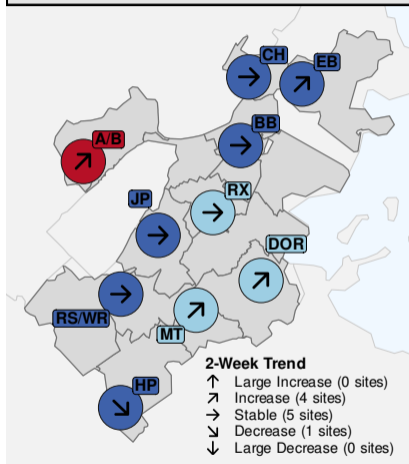 CH
EB
BB
A/B
RX
JP
DOR
RS/WR
MT
HP
2-Week Trend
↑ Large Increase (0 sites)
↗ Increase (4 sites)
→ Stable (5 sites)
↘ Decrease (1 sites)
↓ Large Decrease (0 sites)